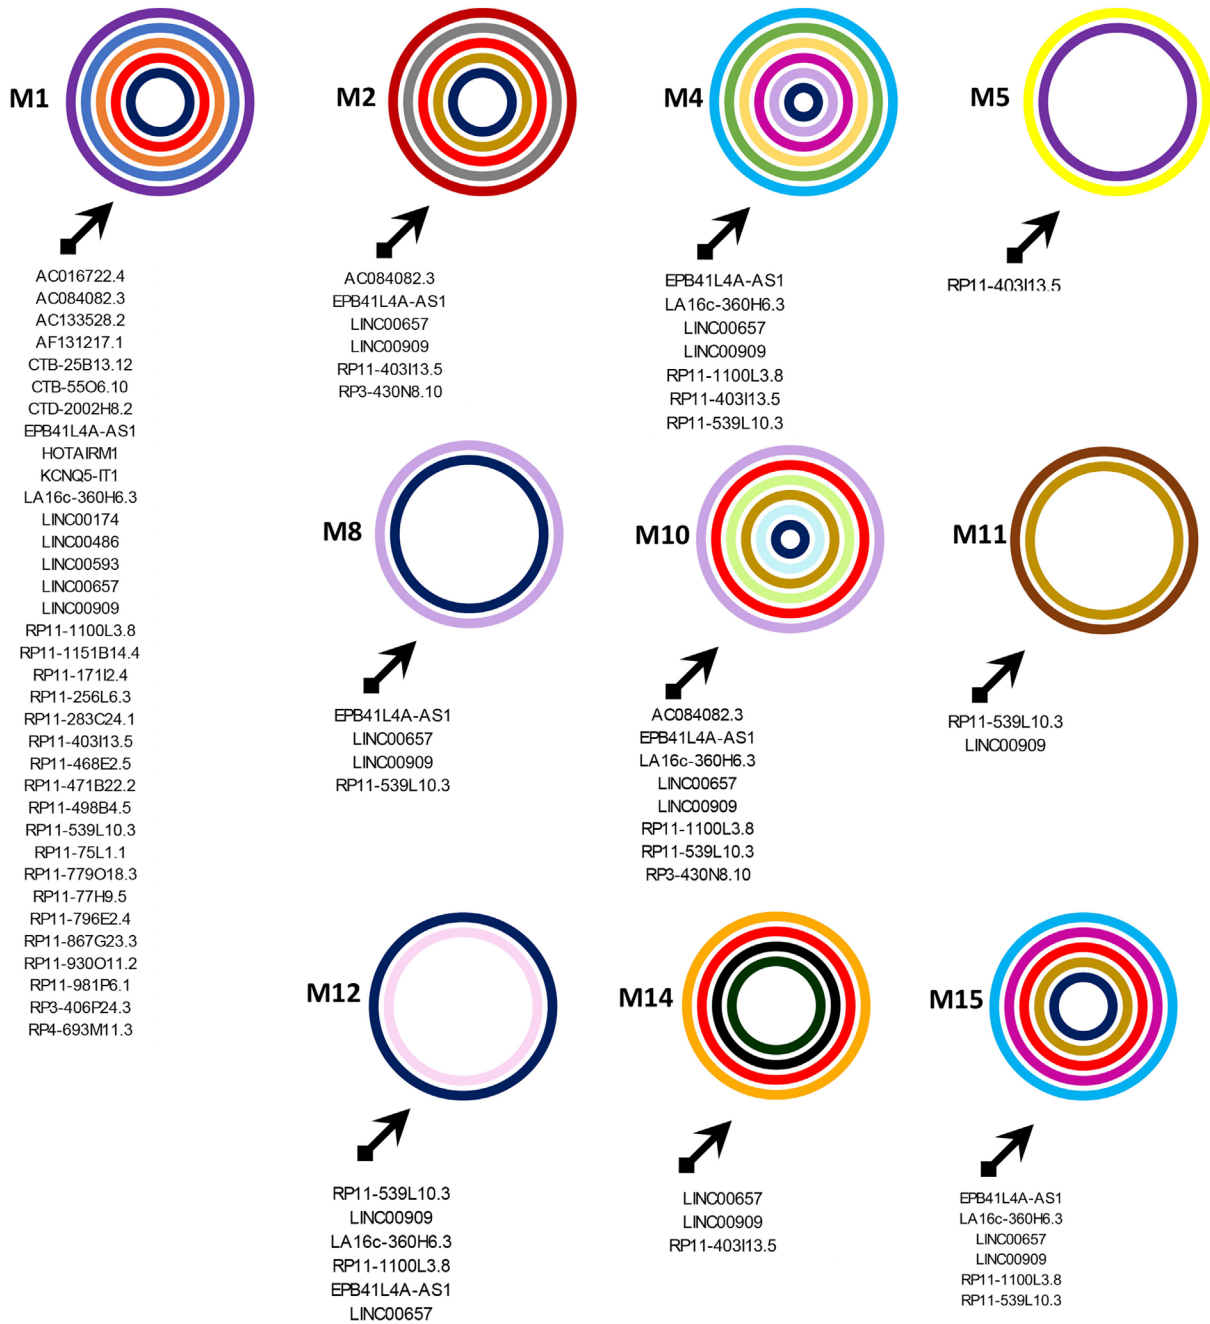 M1
AC016722.4
AC084082.3
AC133528.2
AF131217.1
CTB-25B13.12
CTB-55O6.10
CTD-2002H8.2
EPB41L4A-AS1
HOTAIRM1
KCNQ5-IT1
LA16c-360H6.3
LINC00174
LINC00486
LINC00593
LINC00657
LINC00909
RP11-1100L3.8
RP11-1151B14.4
RP11-171I2.4
RP11-256L6.3
RP11-283C24.1
RP11-403I13.5
RP11-468E2.5
RP11-471B22.2
RP11-498B4.5
RP11-539L10.3
RP11-75L1.1
RP11-779O18.3
RP11-77H9.5
RP11-796E2.4
RP11-867G23.3
RP11-930O11.2
RP11-981P6.1
RP3-406P24.3
RP4-693M11.3
M2
AC084082.3
EPB41L4A-AS1
LINC00657
LINC00909
RP11-403I13.5
RP3-430N8.10
M4
EPB41L4A-AS1
LA16c-360H6.3
LINC00657
LINC00909
RP11-1100L3.8
RP11-403I13.5
RP11-539L10.3
M5
RP11-403I13.5
M8
EPB41L4A-AS1
LINC00657
LINC00909
RP11-539L10.3
M10
AC084082.3
EPB41L4A-AS1
LA16c-360H6.3
LINC00657
LINC00909
RP11-1100L3.8
RP11-539L10.3
RP3-430N8.10
M11
RP11-539L10.3
LINC00909
M12
RP11-539L10.3
LINC00909
LA16c-360H6.3
RP11-1100L3.8
EPB41L4A-AS1
LINC00657
M14
LINC00657
LINC00909
RP11-403I13.5
M15
EPB41L4A-AS1
LA16c-360H6.3
LINC00657
LINC00909
RP11-1100L3.8
RP11-539L10.3